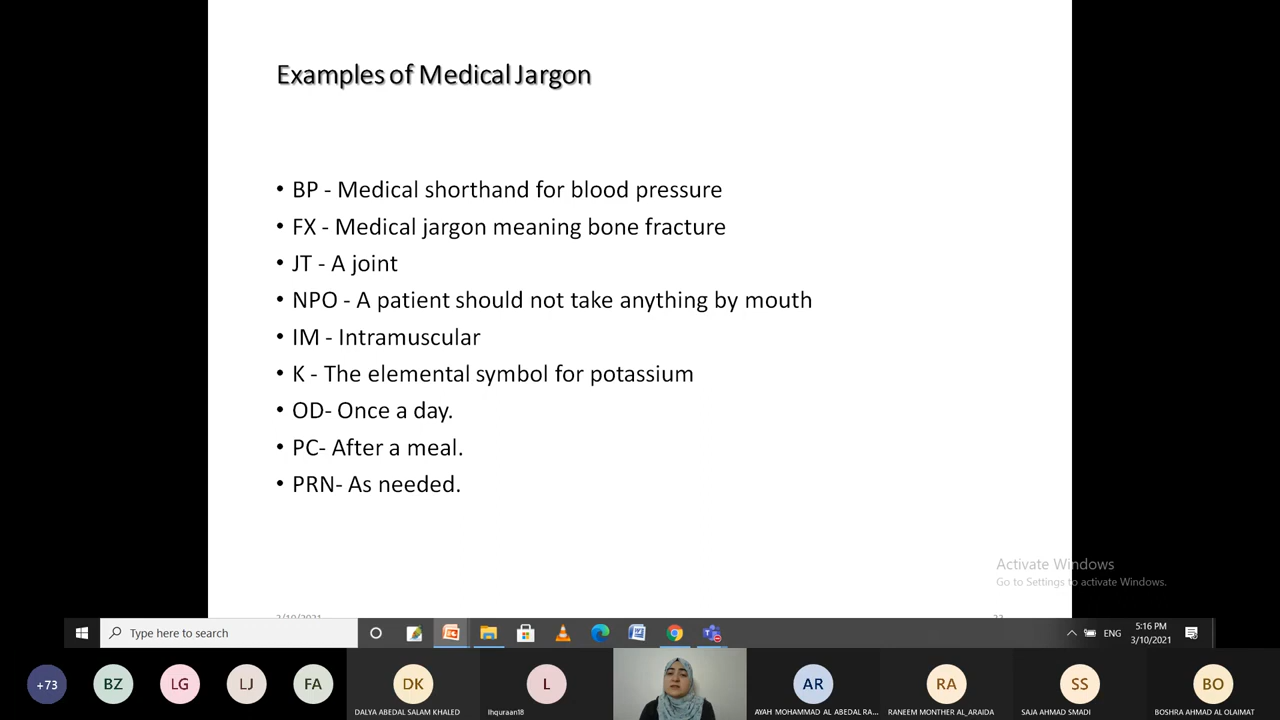 Examples of Medical Jargon
• BP - Medical shorthand for blood pressure
• FX - Medical jargon meaning bone fracture
• JT - A joint
• NPO - A patient should not take anything by mouth
• IM - Intramuscular
• K - The elemental symbol for potassium
• OD- Once a day.
• PC- After a meal.
• PRN- As needed.
Activate Windows
Go to Settings to activate Windows.
3/10/2021
Type here to search
ENG
5:16 PM
3/10/2021
+73
BZ
LG
LJ
FA
DK
L
AR
RA
SS
BO
DALYA ABEDAL SALAM KHALED
lhquraan18
AYAH MOHAMMAD AL ABEDAL RA...
RANEEM MONTHER AL_ARAIDA
SAJA AHMAD SMADI
BOSHRA AHMAD AL OLAIMAT